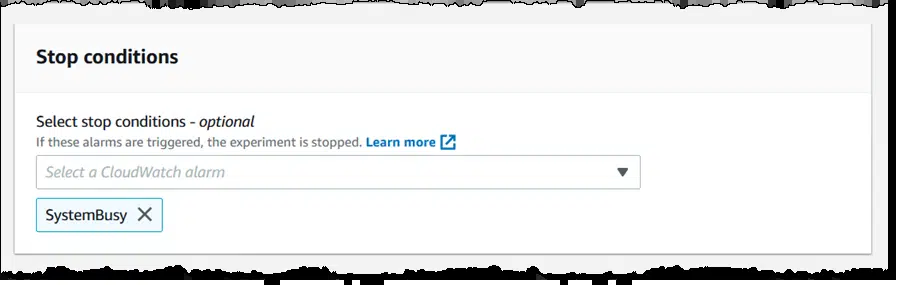 Stop conditions
Select stop conditions - optional
If these alarms are triggered, the experiment is stopped. Learn more
Select a CloudWatch alarm
SystemBusy